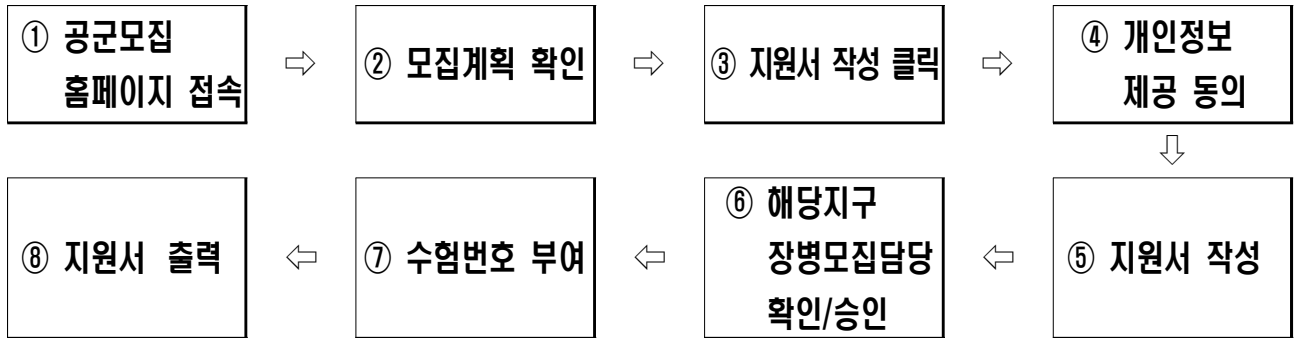 ① 공군모집
홈페이지 접속
⇨
② 모집계획 확인
⇨
③ 지원서 작성 클릭
⇨
④ 개인정보
제공 동의
⇩
⑤ 지원서 작성
⇦
⑥ 해당지구
장병모집담당
확인/승인
⇦
⑦ 수험번호 부여
⇦
⑧ 지원서 출력